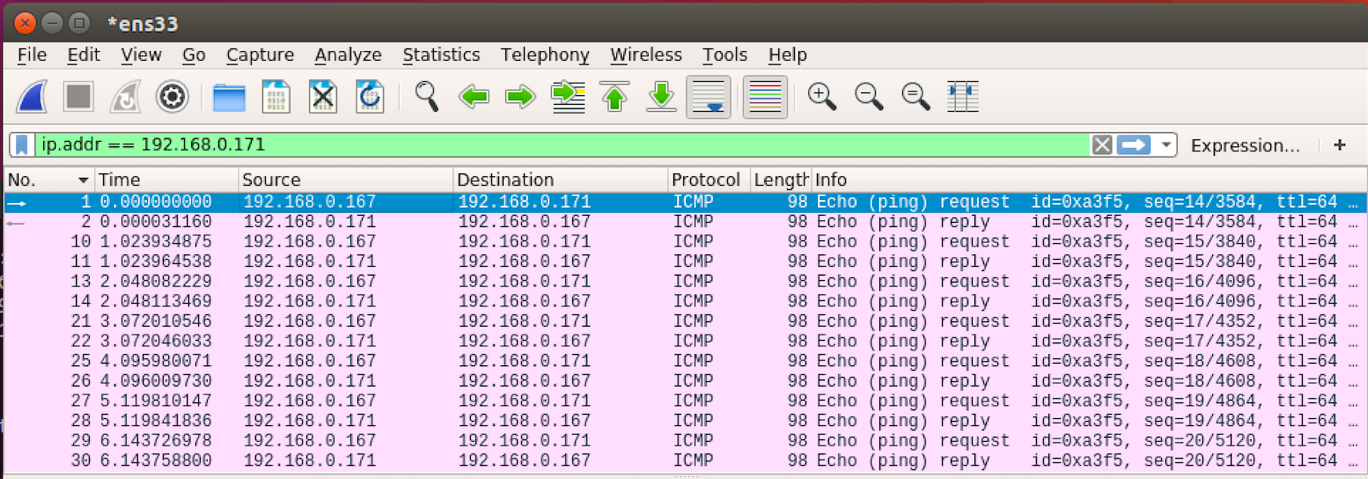 *ens33
File Edit View Go Capture Analyze Statistics Telephony Wireless Tools Help
ip.addr == 192.168.0.171 Expression... +
No. Time Source Destination Protocol Length Info
1 0.000000000 192.168.0.167 192.168.0.171 ICMP 98 Echo (ping) request id=0xa3f5, seq=14/3584, ttl=64 …
2 0.000031160 192.168.0.171 192.168.0.167 ICMP 98 Echo (ping) reply id=0xa3f5, seq=14/3584, ttl=64 …
10 1.023934875 192.168.0.167 192.168.0.171 ICMP 98 Echo (ping) request id=0xa3f5, seq=15/3840, ttl=64 …
11 1.023964538 192.168.0.171 192.168.0.167 ICMP 98 Echo (ping) reply id=0xa3f5, seq=15/3840, ttl=64 …
13 2.048082229 192.168.0.167 192.168.0.171 ICMP 98 Echo (ping) request id=0xa3f5, seq=16/4096, ttl=64 …
14 2.048113469 192.168.0.171 192.168.0.167 ICMP 98 Echo (ping) reply id=0xa3f5, seq=16/4096, ttl=64 …
21 3.072010546 192.168.0.167 192.168.0.171 ICMP 98 Echo (ping) request id=0xa3f5, seq=17/4352, ttl=64 …
22 3.072046033 192.168.0.171 192.168.0.167 ICMP 98 Echo (ping) reply id=0xa3f5, seq=17/4352, ttl=64 …
25 4.095980071 192.168.0.167 192.168.0.171 ICMP 98 Echo (ping) request id=0xa3f5, seq=18/4608, ttl=64 …
26 4.096009730 192.168.0.171 192.168.0.167 ICMP 98 Echo (ping) reply id=0xa3f5, seq=18/4608, ttl=64 …
27 5.119810147 192.168.0.167 192.168.0.171 ICMP 98 Echo (ping) request id=0xa3f5, seq=19/4864, ttl=64 …
28 5.119841836 192.168.0.171 192.168.0.167 ICMP 98 Echo (ping) reply id=0xa3f5, seq=19/4864, ttl=64 …
29 6.143726978 192.168.0.167 192.168.0.171 ICMP 98 Echo (ping) request id=0xa3f5, seq=20/5120, ttl=64 …
30 6.143758800 192.168.0.171 192.168.0.167 ICMP 98 Echo (ping) reply id=0xa3f5, seq=20/5120, ttl=64 …